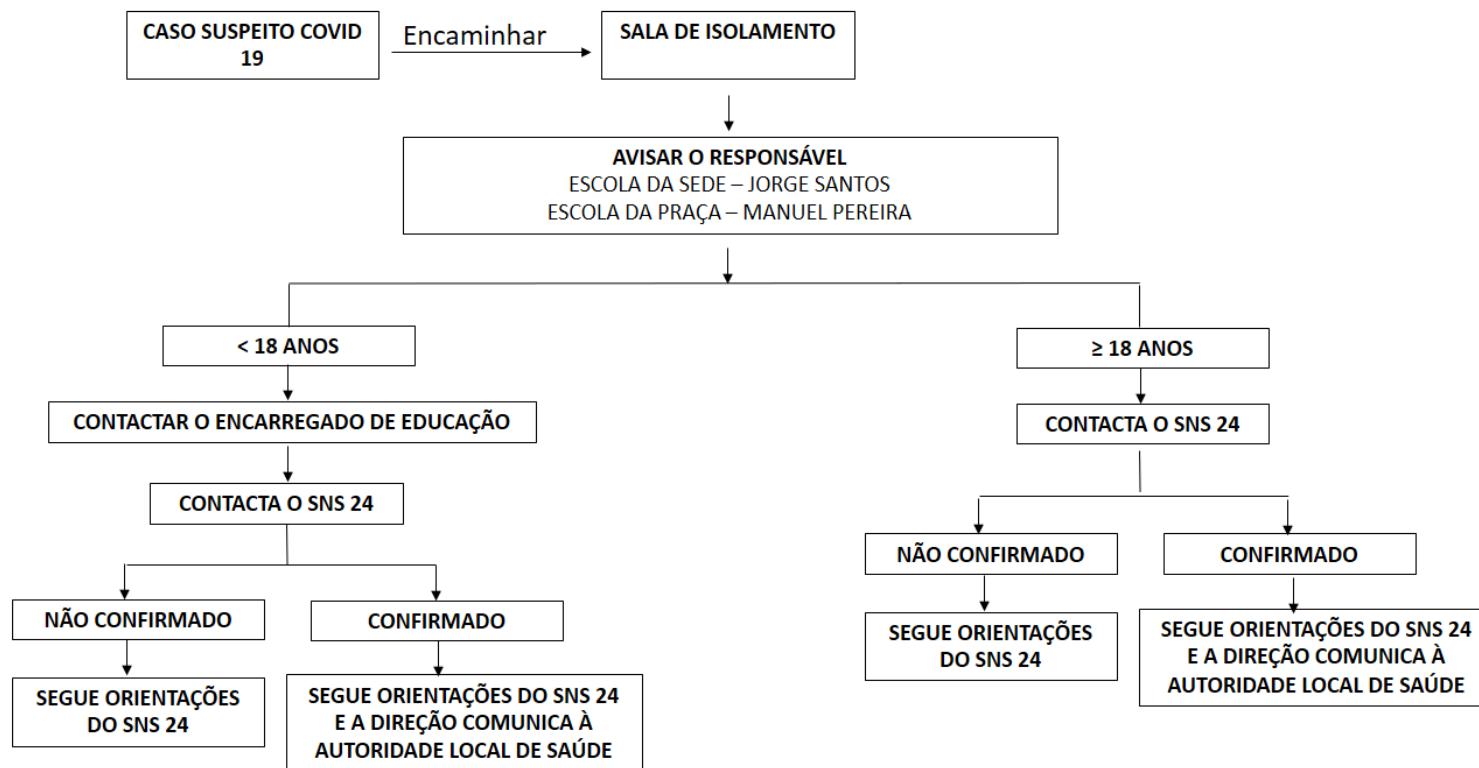 CASO SUSPEITO COVID
19
Encaminhar
SALA DE ISOLAMENTO
AVISAR O RESPONSÁVEL
ESCOLA DA SEDE – JORGE SANTOS
ESCOLA DA PRAÇA – MANUEL PEREIRA
< 18 ANOS
CONTACTAR O ENCARREGADO DE EDUCAÇÃO
CONTACTA O SNS 24
NÃO CONFIRMADO
SEGUE ORIENTAÇÕES
DO SNS 24
CONFIRMADO
SEGUE ORIENTAÇÕES DO SNS 24
E A DIREÇÃO COMUNICA À
AUTORIDADE LOCAL DE SAÚDE
≥ 18 ANOS
CONTACTA O SNS 24
NÃO CONFIRMADO
SEGUE ORIENTAÇÕES
DO SNS 24
CONFIRMADO
SEGUE ORIENTAÇÕES DO SNS 24
E A DIREÇÃO COMUNICA À
AUTORIDADE LOCAL DE SAÚDE